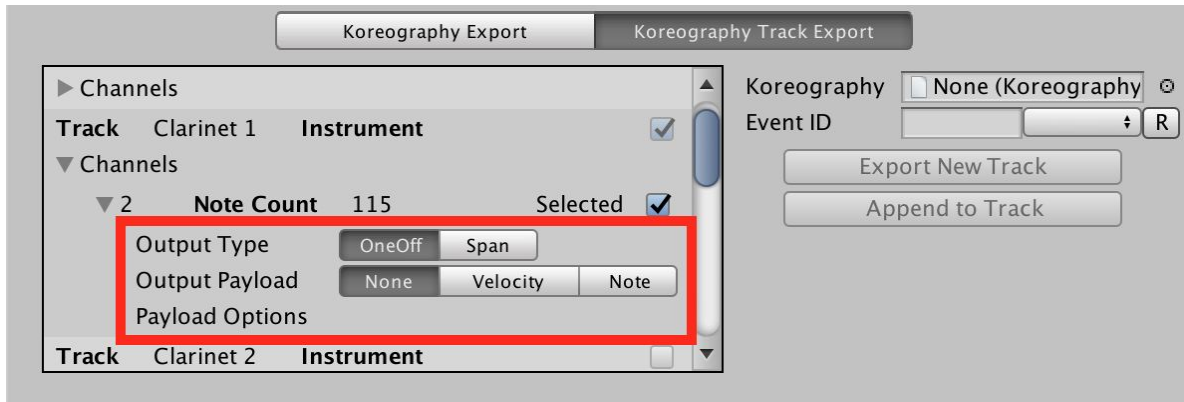 Koreography Export Koreography Track Export
Channels
Track Clarinet 1 Instrument
Channels
2 Note Count 115 Selected
Output Type OneOff Span
Output Payload None Velocity Note
Payload Options
Track Clarinet 2 Instrument
Koreography None (Koreography
Event ID R
Export New Track
Append to Track